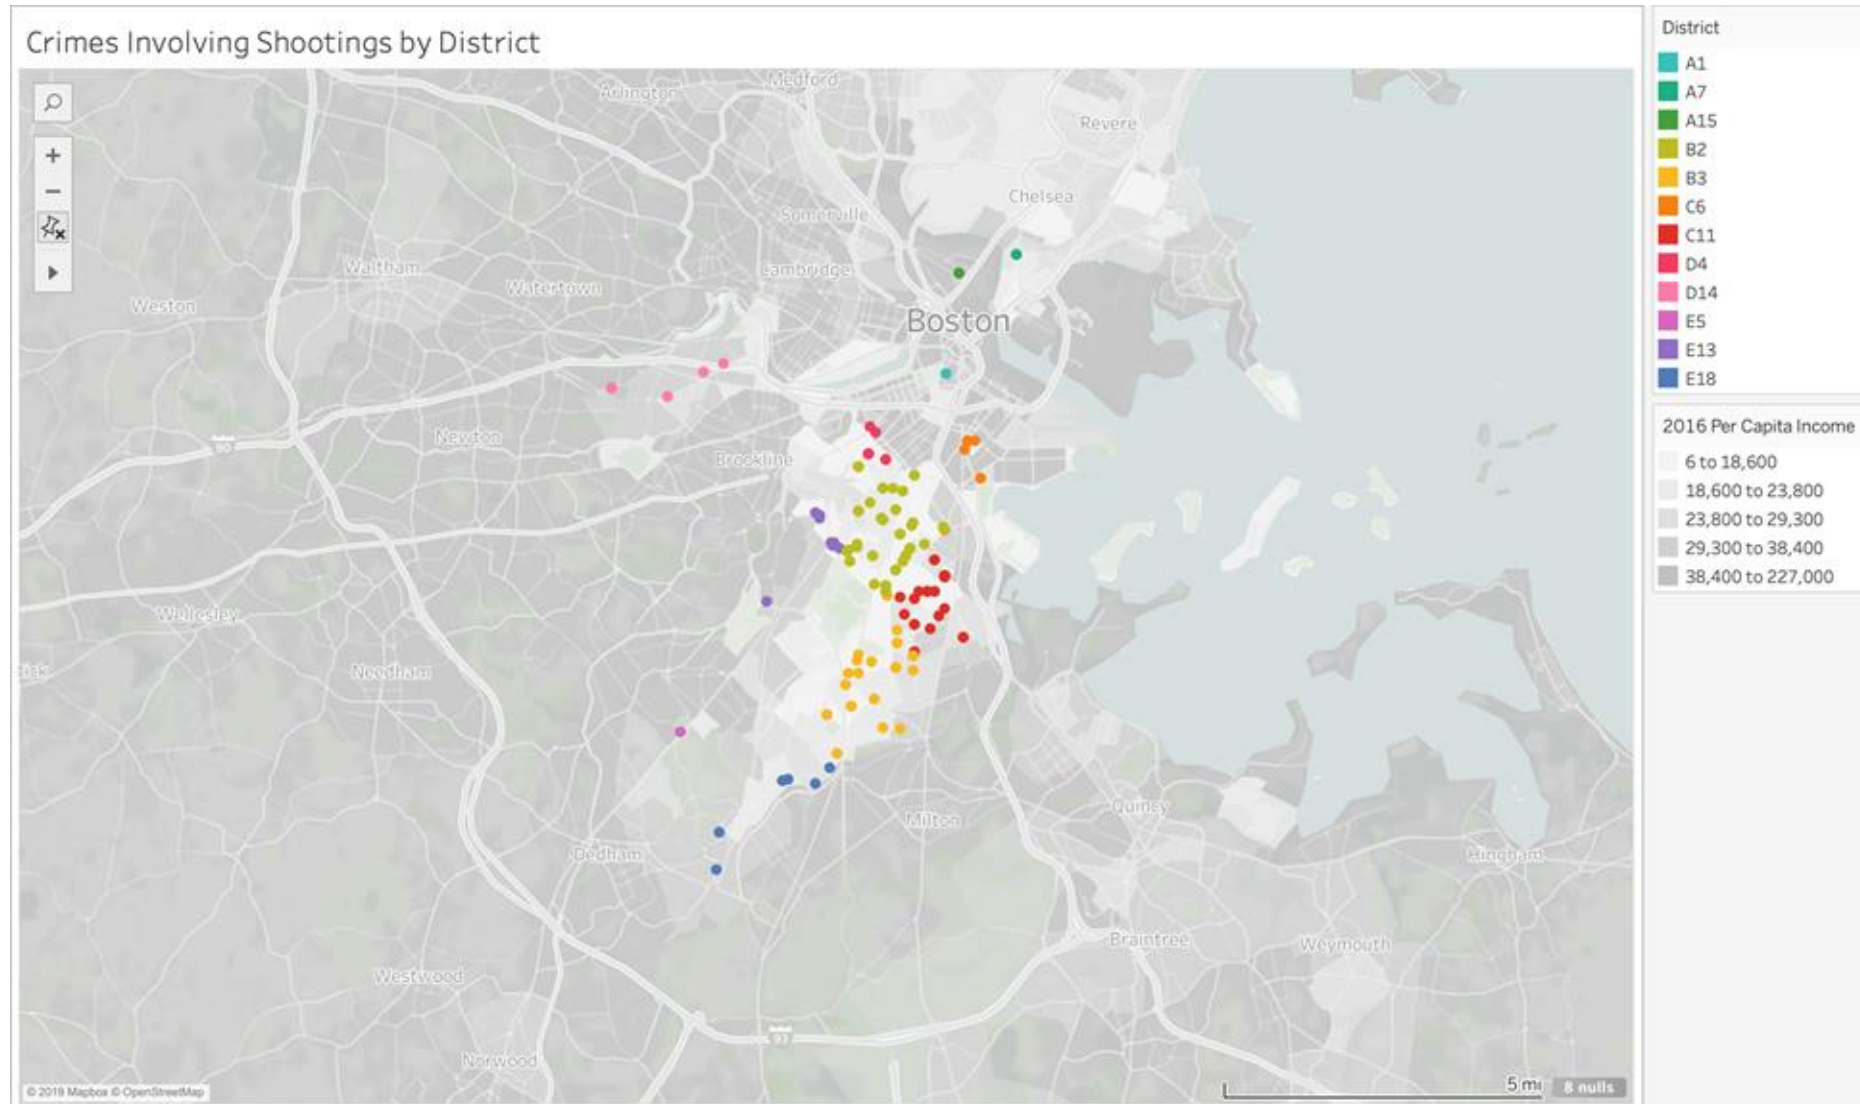 Crimes Involving Shootings by District
Medford
Arlington
Revere
Chelsea
Somerville
Waltham
Cambridge
Watertown
Weston
Boston
Newton
Brockline
Wellesley
Needham
Quincy
Milton
Dedham
Hingham
Braintree
Weymouth
Westwood
Norwood
© 2019 Mapbox © OpenStreetMap
5 mi
8 nulls
District
A1
A7
A15
B2
B3
C6
C11
D4
D14
E5
E13
E18
2016 Per Capita Income
6 to 18,600
18,600 to 23,800
23,800 to 29,300
29,300 to 38,400
38,400 to 227,000